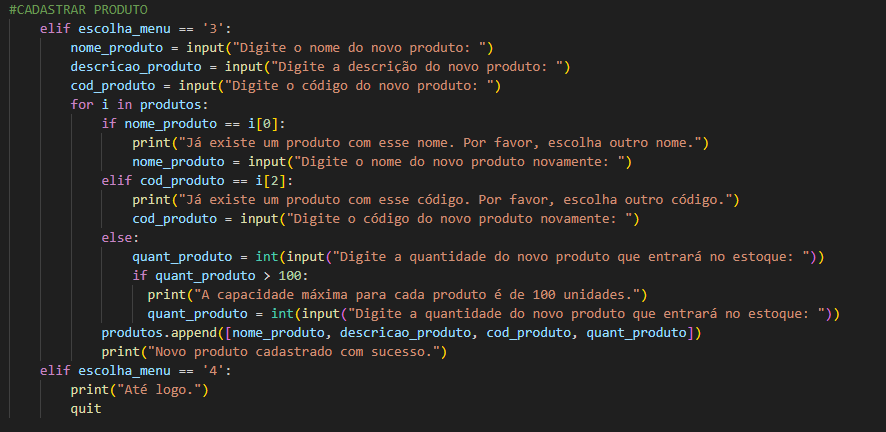 #CADASTRAR PRODUTO
elif escolha_menu == '3':
nome_produto = input("Digite o nome do novo produto: ")
descricao_produto = input("Digite a descrição do novo produto: ")
cod_produto = input("Digite o código do novo produto: ")
for i in produtos:
if nome_produto == i[0]:
print("Já existe um produto com esse nome. Por favor, escolha outro nome.")
nome_produto = input("Digite o nome do novo produto novamente: ")
elif cod_produto == i[2]:
print("Já existe um produto com esse código. Por favor, escolha outro código.")
cod_produto = input("Digite o código do novo produto novamente: ")
else:
quant_produto = int(input("Digite a quantidade do novo produto que entrará no estoque: "))
if quant_produto > 100:
print("A capacidade máxima para cada produto é de 100 unidades.")
quant_produto = int(input("Digite a quantidade do novo produto que entrará no estoque: "))
produtos.append([nome_produto, descricao_produto, cod_produto, quant_produto])
print("Novo produto cadastrado com sucesso.")
elif escolha_menu == '4':
print("Até logo.")
quit